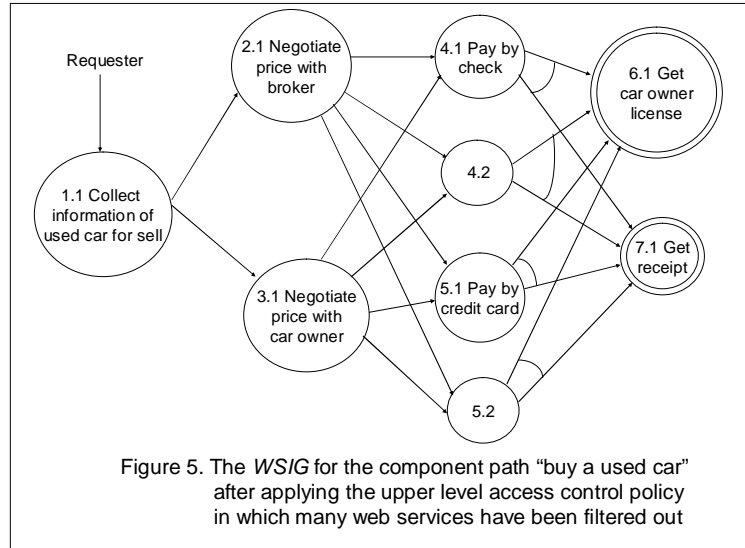 Requester
1.1 Collect
information of
used car for sell
2.1 Negotiate
price with
broker
3.1 Negotiate
price with
car owner
4.1 Pay by
check
4.2
5.1 Pay by
credit card
5.2
6.1 Get
car owner
license
7.1 Get
receipt
Figure 5. The WSIG for the component path “buy a used car”
after applying the upper level access control policy
in which many web services have been filtered out